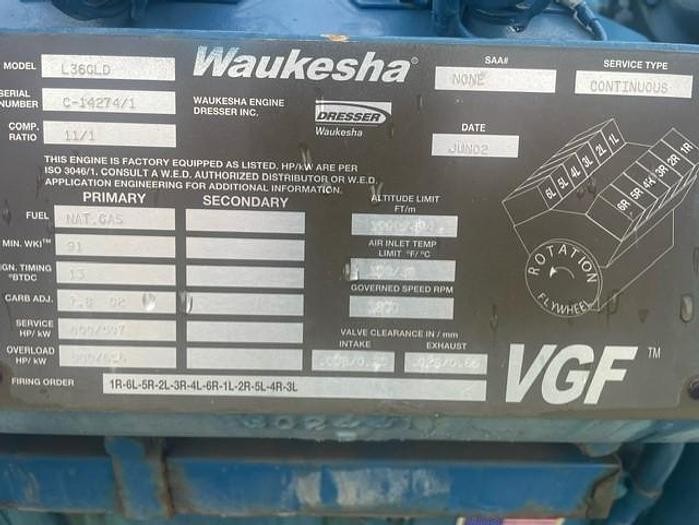 MODEL L36GLD
Waukesha®
SAA# NONE
SERVICE TYPE CONTINUOUS
SERIAL NUMBER C-14274/1
WAUKESHA ENGINE
DRESSER INC.
DRESSER
Waukesha
DATE JUN02
COMP. RATIO 11/1
THIS ENGINE IS FACTORY EQUIPPED AS LISTED. HP/kW ARE PER
ISO 3046/1. CONSULT A W.E.D. AUTHORIZED DISTRIBUTOR OR W.E.D.
APPLICATION ENGINEERING FOR ADDITIONAL INFORMATION.
PRIMARY SECONDARY
FUEL NAT.GAS
MIN. WKI™ 91
IGN. TIMING °BTDC 13
CARB ADJ.
SERVICE HP/kW
OVERLOAD HP/kW
FIRING ORDER 1R-6L-5R-2L-3R-4L-6R-1L-2R-5L-4R-3L
ALTITUDE LIMIT
FT/m
AIR INLET TEMP
LIMIT °F/°C
GOVERNED SPEED RPM
VALVE CLEARANCE IN / mm
INTAKE EXHAUST
6L 5L 4L 3L 2L 1L
6R 5R 4R 3R 2R 1R
ROTATION
FLYWHEEL
VGF™